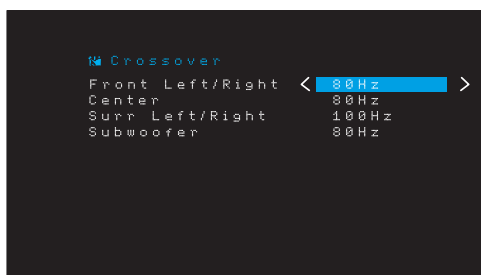 Crossover
Front Left/Right < 80Hz >
Center 80Hz
Surr Left/Right 100Hz
Subwoofer 80Hz